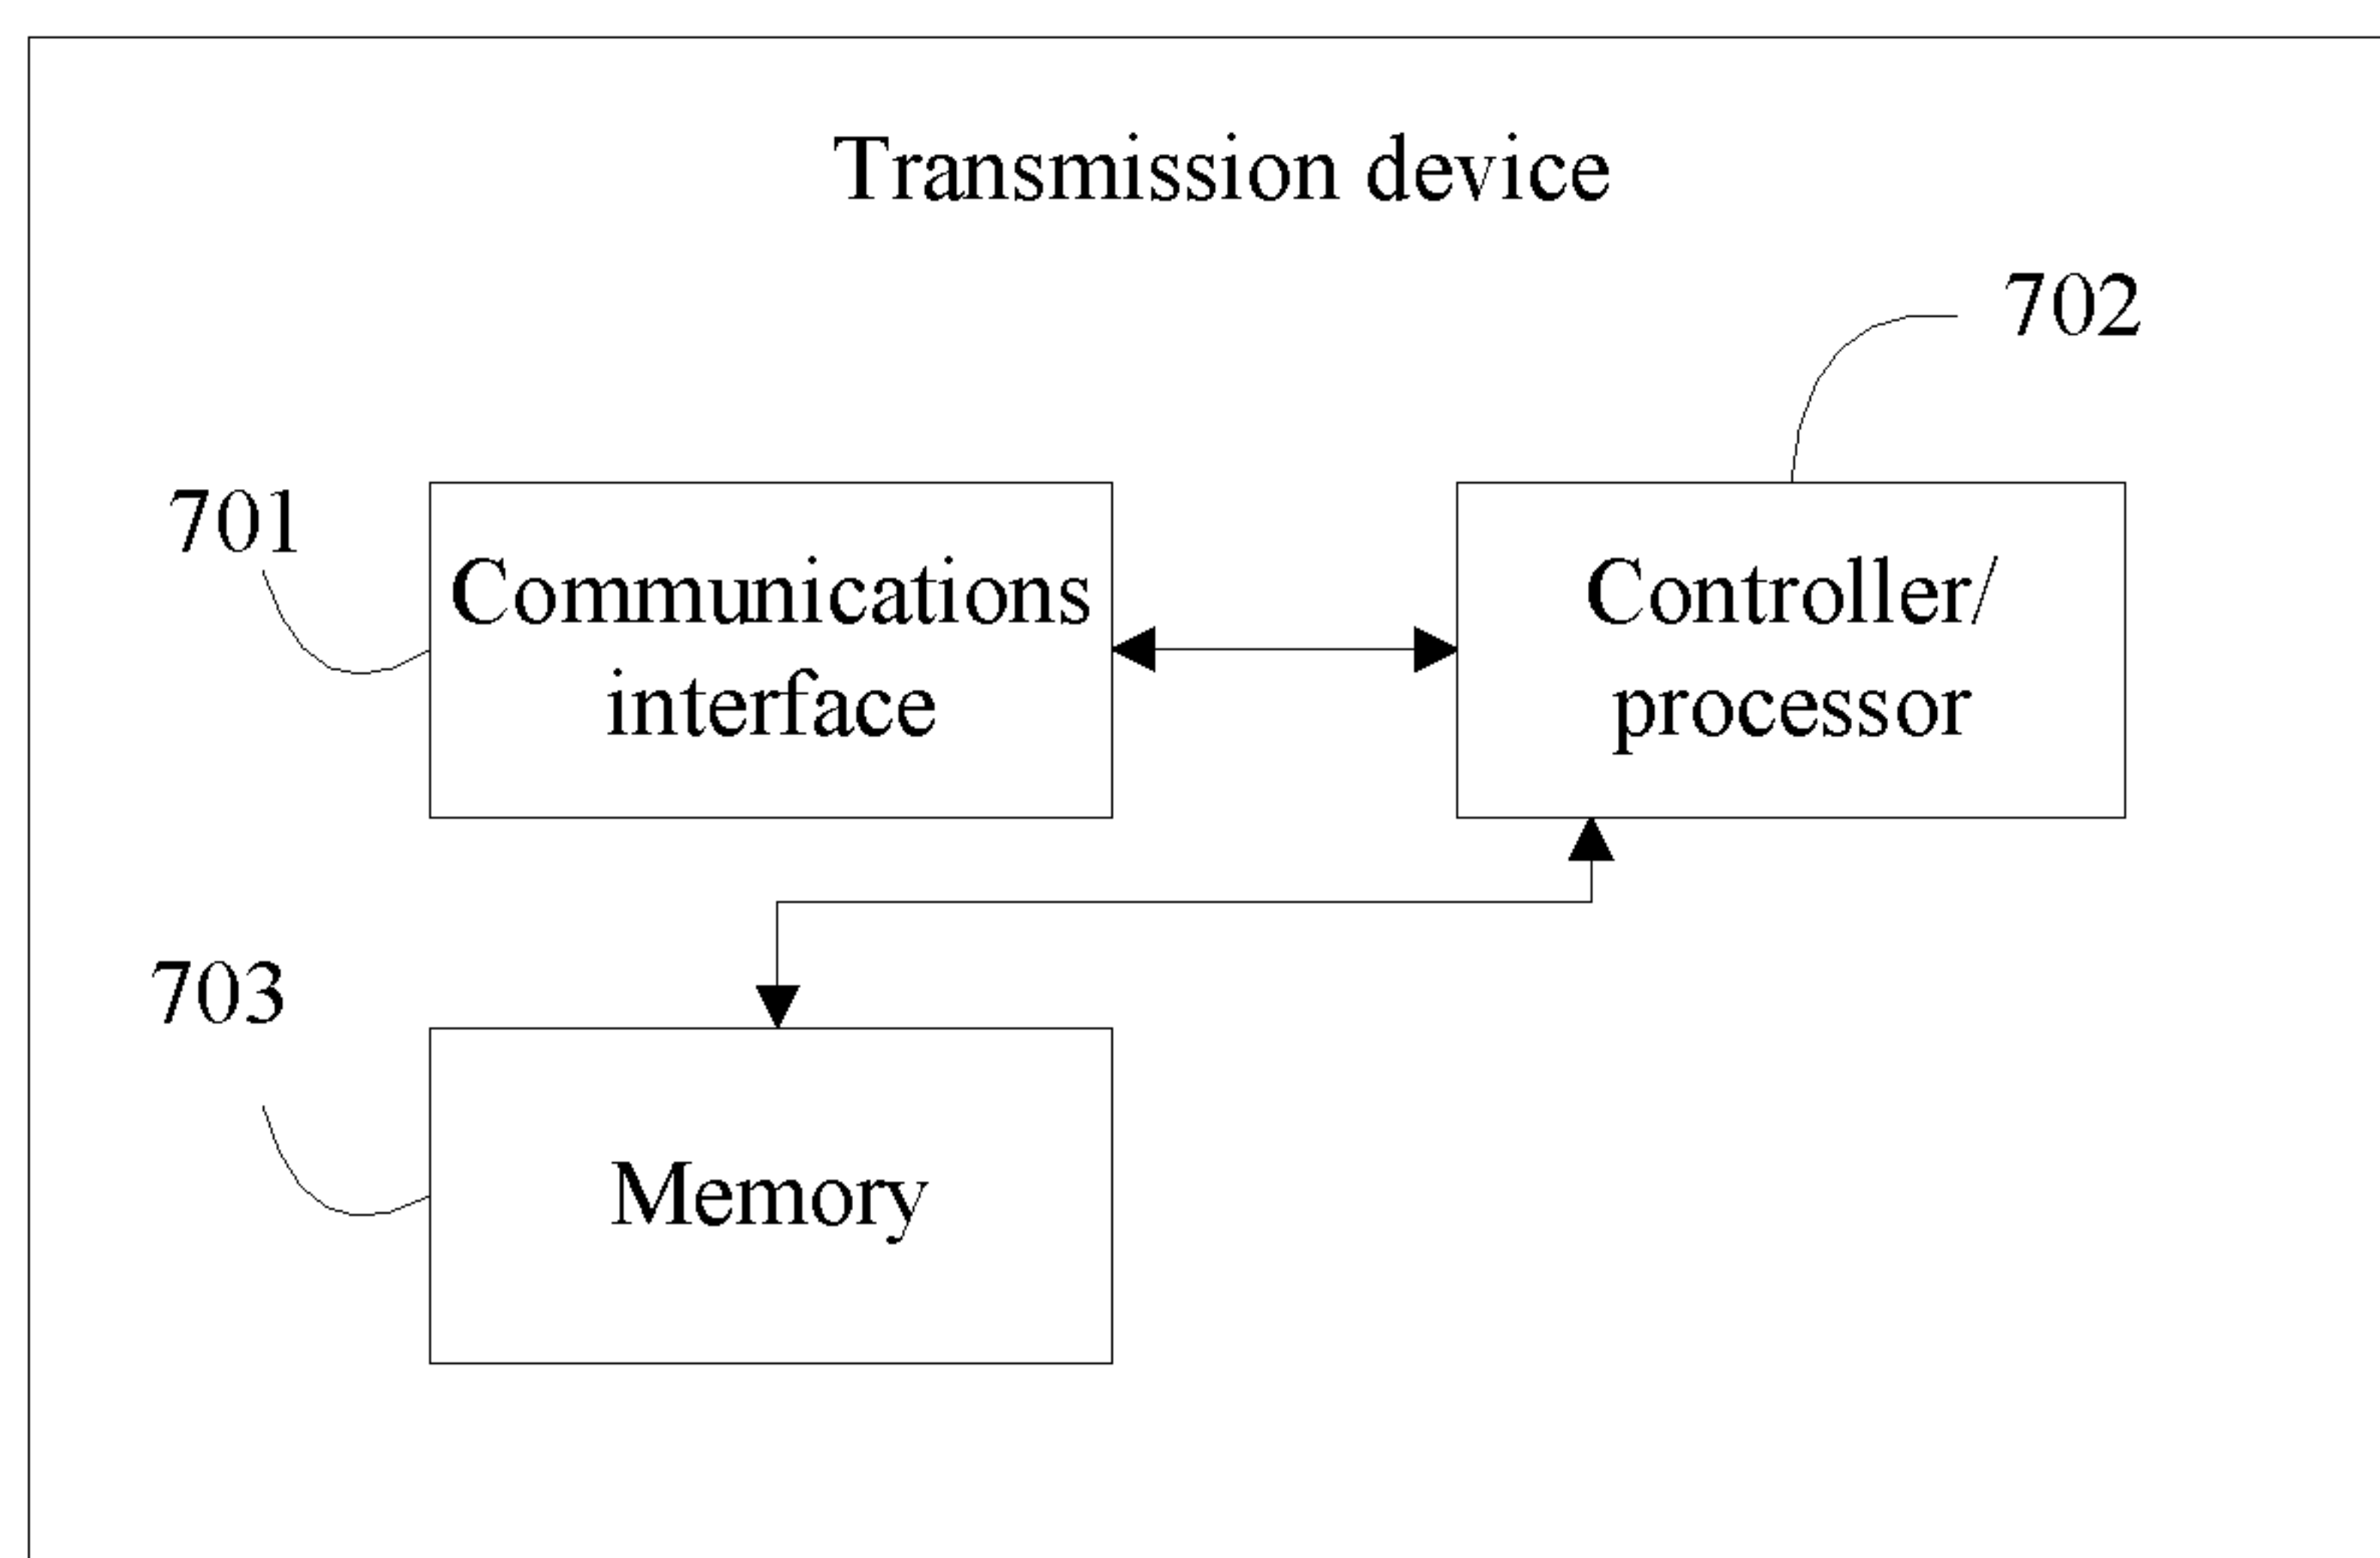 Transmission device
702
701
Communications
interface
Controller/
processor
703
Memory